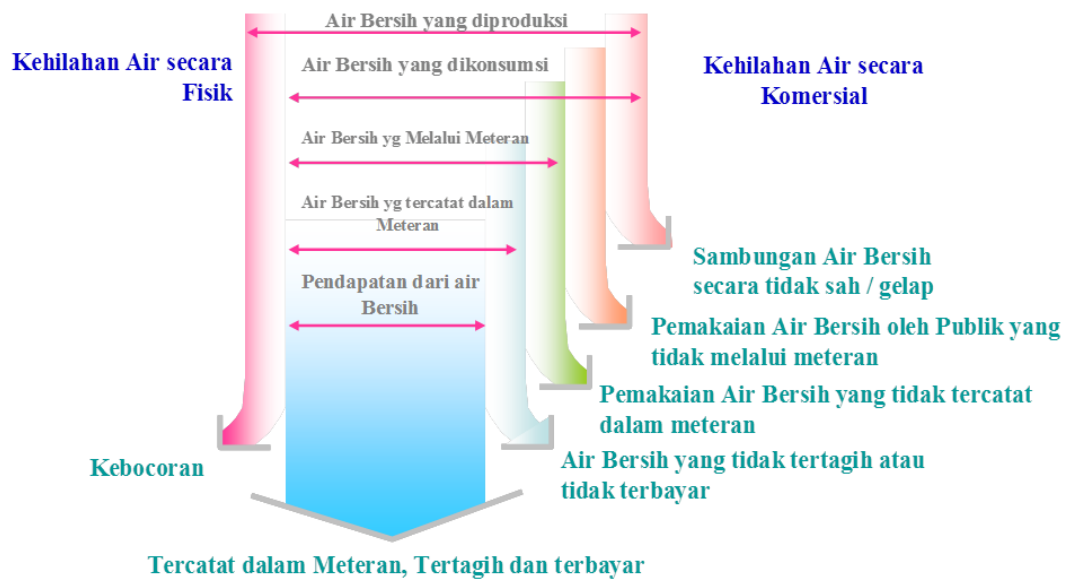 Air Bersih yang diproduksi
Kehilahan Air secara
Fisik
Air Bersih yang dikonsumsi
Kehilahan Air secara
Komersial
Air Bersih yg Melalui Meteran
Air Bersih yg tercatat dalam
Meteran
Pendapatan dari air
Bersih
Sambungan Air Bersih
secara tidak sah / gelap
Pemakaian Air Bersih oleh Publik yang
tidak melalui meteran
Pemakaian Air Bersih yang tidak tercatat
dalam meteran
Air Bersih yang tidak tertagih atau
tidak terbayar
Kebocoran
Tercatat dalam Meteran, Tertagih dan terbayar